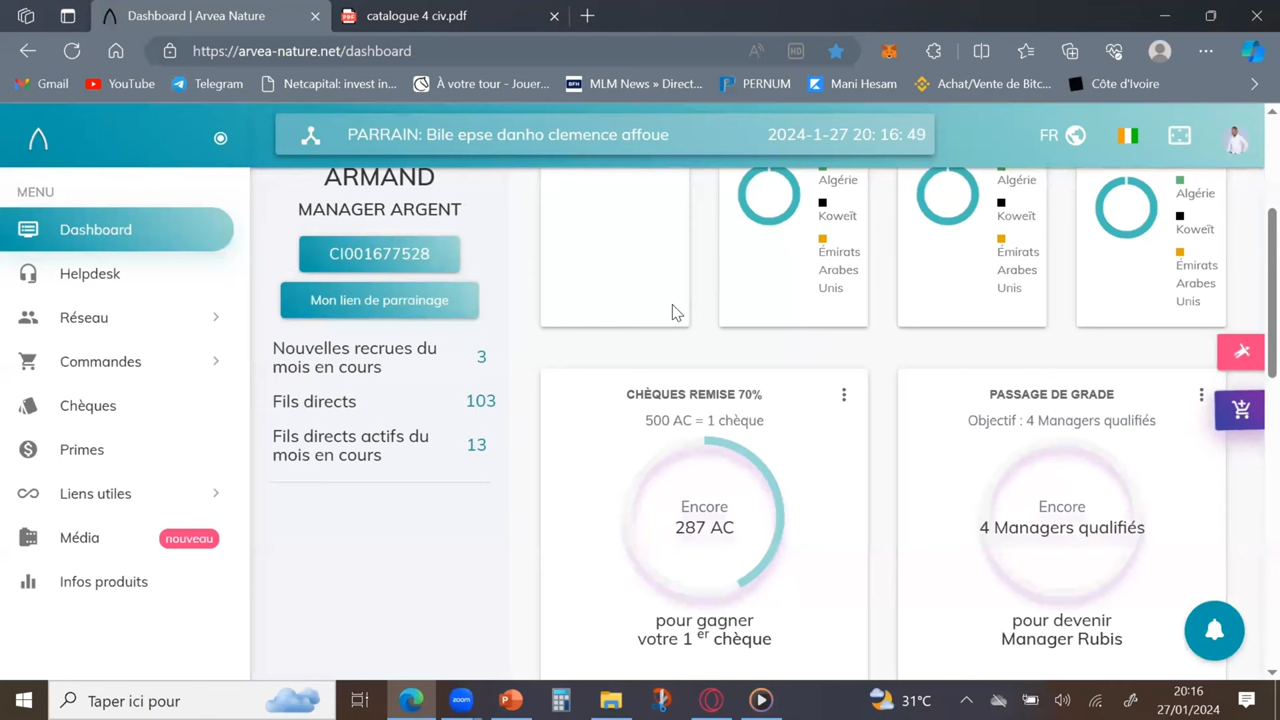 Dashboard | Arvea Nature
catalogue 4 civ.pdf
https://arvea-nature.net/dashboard
Gmail
YouTube
Telegram
Netcapital: invest in...
À votre tour - Jouer...
MLM News » Direct...
PERNUM
Mani Hesam
Achat/Vente de Bitc...
Côte d'Ivoire
PARRAIN: Bile epse danho clemence affoue
2024-1-27 20: 16: 49
FR
MENU
Dashboard
Helpdesk
Réseau
Commandes
Chèques
Primes
Liens utiles
Média
nouveau
Infos produits
ARMAND
MANAGER ARGENT
CI001677528
Mon lien de parrainage
Nouvelles recrues du
mois en cours
3
Fils directs
103
Fils directs actifs du
mois en cours
13
Algérie
Koweït
Émirats
Arabes
Unis
Algérie
Koweït
Émirats
Arabes
Unis
Algérie
Koweït
Émirats
Arabes
Unis
CHÈQUES REMISE 70%
500 AC = 1 chèque
Encore
287 AC
pour gagner
votre 1 er chèque
PASSAGE DE GRADE
Objectif : 4 Managers qualifiés
Encore
4 Managers qualifiés
pour devenir
Manager Rubis
Taper ici pour
zoom
31°C
20:16
27/01/2024